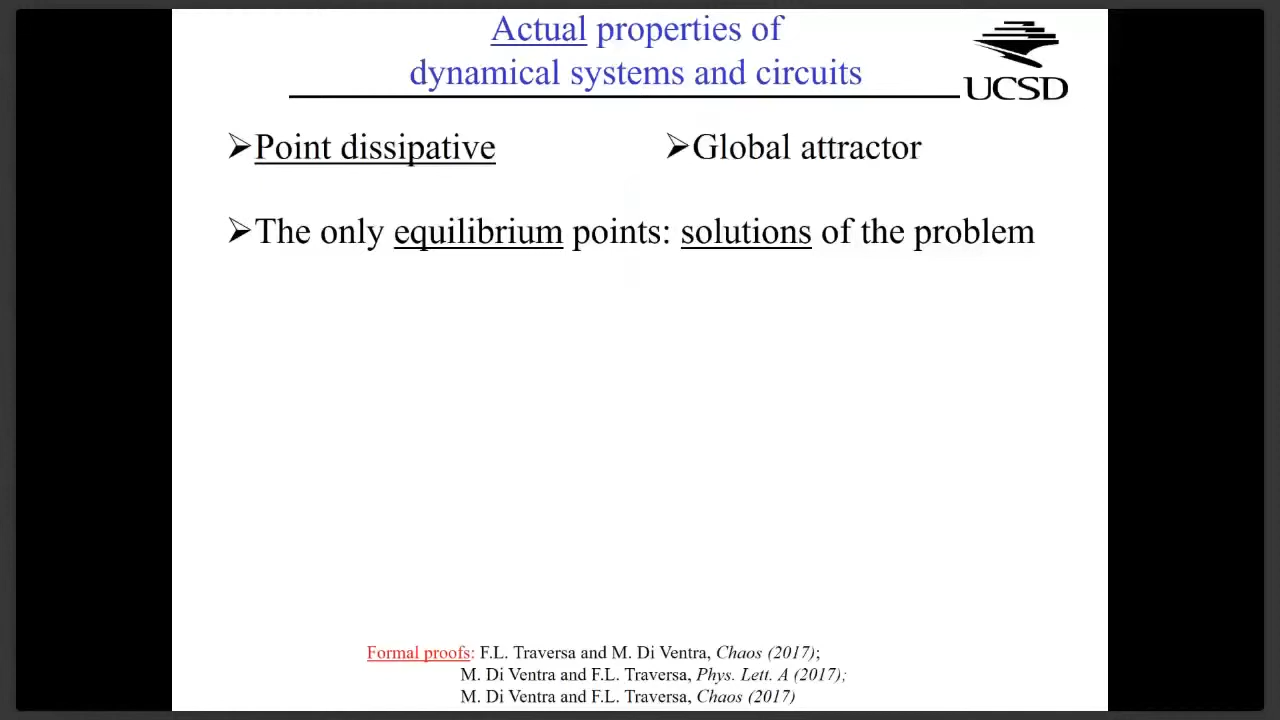 Actual properties of
dynamical systems and circuits
UCSD
➢Point dissipative
➢Global attractor
➢The only equilibrium points: solutions of the problem
Formal proofs: F.L. Traversa and M. Di Ventra, Chaos (2017);
M. Di Ventra and F.L. Traversa, Phys. Lett. A (2017);
M. Di Ventra and F.L. Traversa, Chaos (2017)